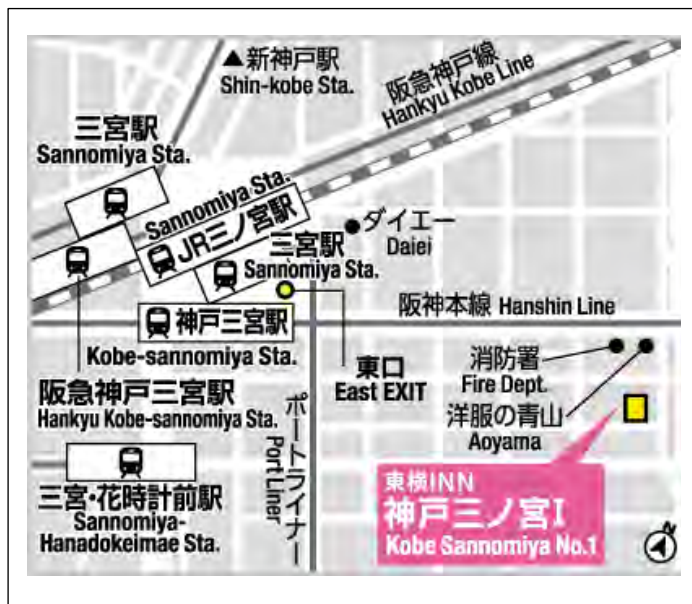 ▲新神戸駅
Shin-kobe Sta.
阪急神戸線
Hankyu Kobe Line
三宮駅
Sannomiya Sta.
Sannomiya Sta.
JR三ノ宮駅
三宮駅
Sannomiya Sta.
ダイエー
Daiei
阪神本線 Hanshin Line
神戸三宮駅
Kobe-sannomiya Sta.
東口
East EXIT
消防署
Fire Dept.
洋服の青山
Aoyama
阪急神戸三宮駅
Hankyu Kobe-sannomiya Sta.
ポートライナー
Port Liner
三宮・花時計前駅
Sannomiya-
Hanadokeimae Sta.
東横INN
神戸三ノ宮I
Kobe Sannomiya No.1
N